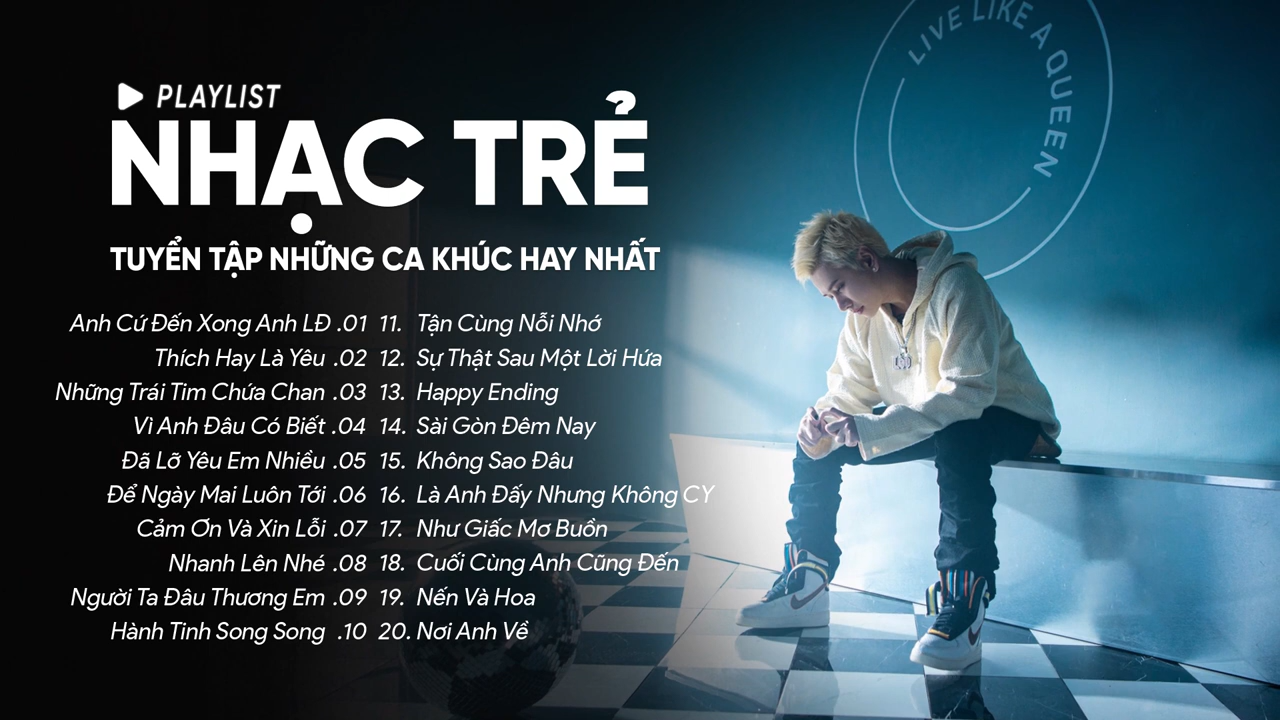 LIVE LIKE A QUEEN
PLAYLIST
NHẠC TRẺ
TUYỂN TẬP NHỮNG CA KHÚC HAY NHẤT
Anh Cứ Đến Xong Anh LĐ .01
Thích Hay Là Yêu .02
Những Trái Tim Chứa Chan .03
Vì Anh Đâu Có Biết .04
Đã Lỡ Yêu Em Nhiều .05
Để Ngày Mai Luôn Tới .06
Cảm Ơn Và Xin Lỗi .07
Nhanh Lên Nhé .08
Người Ta Đâu Thương Em .09
Hành Tinh Song Song .10
11. Tận Cùng Nỗi Nhớ
12. Sự Thật Sau Một Lời Hứa
13. Happy Ending
14. Sài Gòn Đêm Nay
15. Không Sao Đâu
16. Là Anh Đấy Nhưng Không CY
17. Như Giấc Mơ Buồn
18. Cuối Cùng Anh Cũng Đến
19. Nến Và Hoa
20. Nơi Anh Về